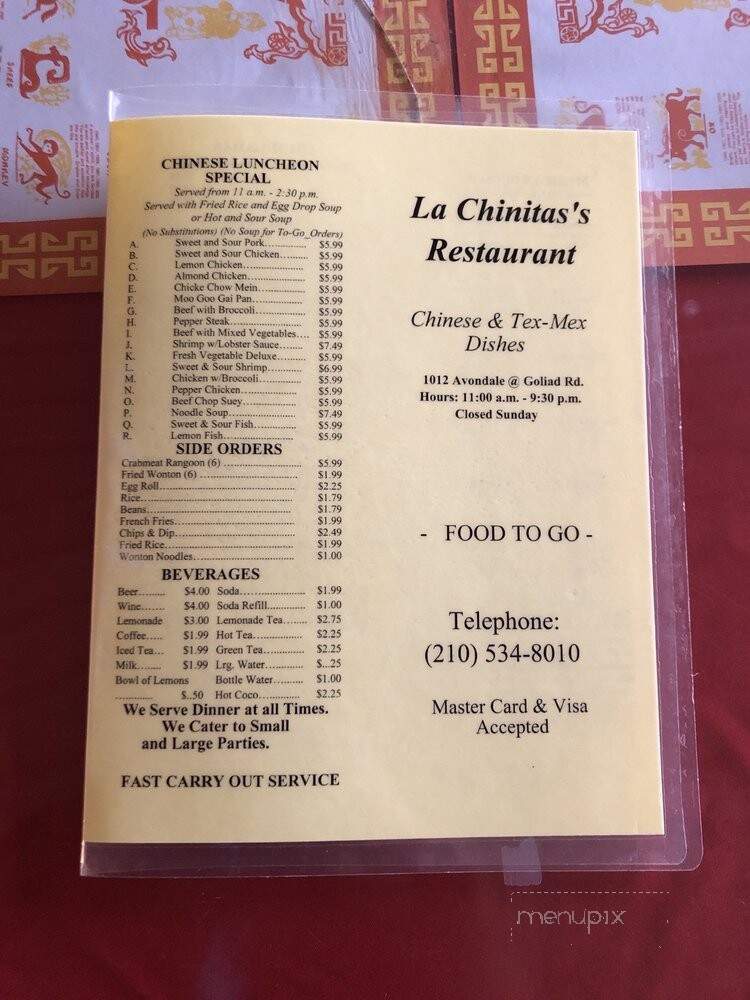 SHEEP
MONKEY
OX
CHINESE LUNCHEON
SPECIAL
Served from 11 a.m. - 2:30 p.m.
Served with Fried Rice and Egg Drop Soup
or Hot and Sour Soup
(No Substitutions) (No Soup for To-Go_Orders)
A. Sweet and Sour Pork.............. $5.99
B. Sweet and Sour Chicken......... $5.99
C. Lemon Chicken.................... $5.99
D. Almond Chicken................... $5.99
E. Chicke Chow Mein................ $5.99
F. Moo Goo Gai Pan.................. $5.99
G. Beef with Broccoli................. $5.99
H. Pepper Steak........................ $5.99
I. Beef with Mixed Vegetables.... $5.99
J. Shrimp w/Lobster Sauce........ $7.49
K. Fresh Vegetable Deluxe.......... $5.99
L. Sweet & Sour Shrimp............. $6.99
M. Chicken w/Broccoli................ $5.99
N. Pepper Chicken..................... $5.99
O. Beef Chop Suey..................... $5.99
P. Noodle Soup......................... $7.49
Q. Sweet & Sour Fish................. $5.99
R. Lemon Fish........................... $5.99
SIDE ORDERS
Crabmeat Rangoon (6) ........................ $5.99
Fried Wonton (6) .............................. $1.99
Egg Roll........................................... $2.25
Rice................................................. $1.79
Beans............................................... $1.79
French Fries..................................... $1.99
Chips & Dip..................................... $2.49
Fried Rice........................................ $1.99
Wonton Noodles............................... $1.00
BEVERAGES
Beer......... $4.00 Soda...................... $1.99
Wine....... $4.00 Soda Refill................ $1.00
Lemonade $3.00 Lemonade Tea....... $2.75
Coffee..... $1.99 Hot Tea................ $2.25
Iced Tea... $1.99 Green Tea............... $2.25
Milk....... $1.99 Lrg. Water............ $...25
Bowl of Lemons Bottle Water......... $1.00
............ $..50 Hot Coco............. $2.25
We Serve Dinner at all Times.
We Cater to Small
and Large Parties.
FAST CARRY OUT SERVICE
La Chinitas's
Restaurant
Chinese & Tex-Mex
Dishes
1012 Avondale @ Goliad Rd.
Hours: 11:00 a.m. - 9:30 p.m.
Closed Sunday
- FOOD TO GO -
Telephone:
(210) 534-8010
Master Card & Visa
Accepted
menupix